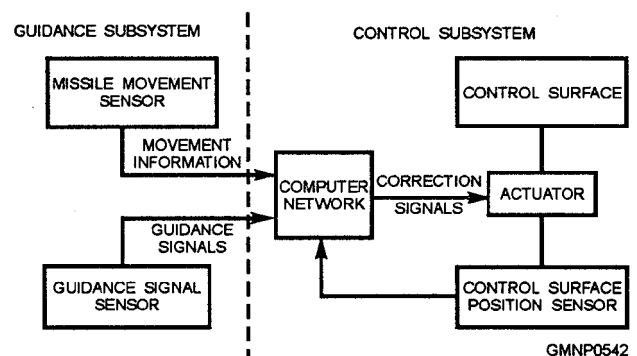 GUIDANCE SUBSYSTEM
CONTROL SUBSYSTEM
MISSILE MOVEMENT
SENSOR
MOVEMENT
INFORMATION
GUIDANCE
SIGNALS
GUIDANCE SIGNAL
SENSOR
COMPUTER
NETWORK
CORRECTION
SIGNALS
CONTROL SURFACE
ACTUATOR
CONTROL SURFACE
POSITION SENSOR
GMNP0542